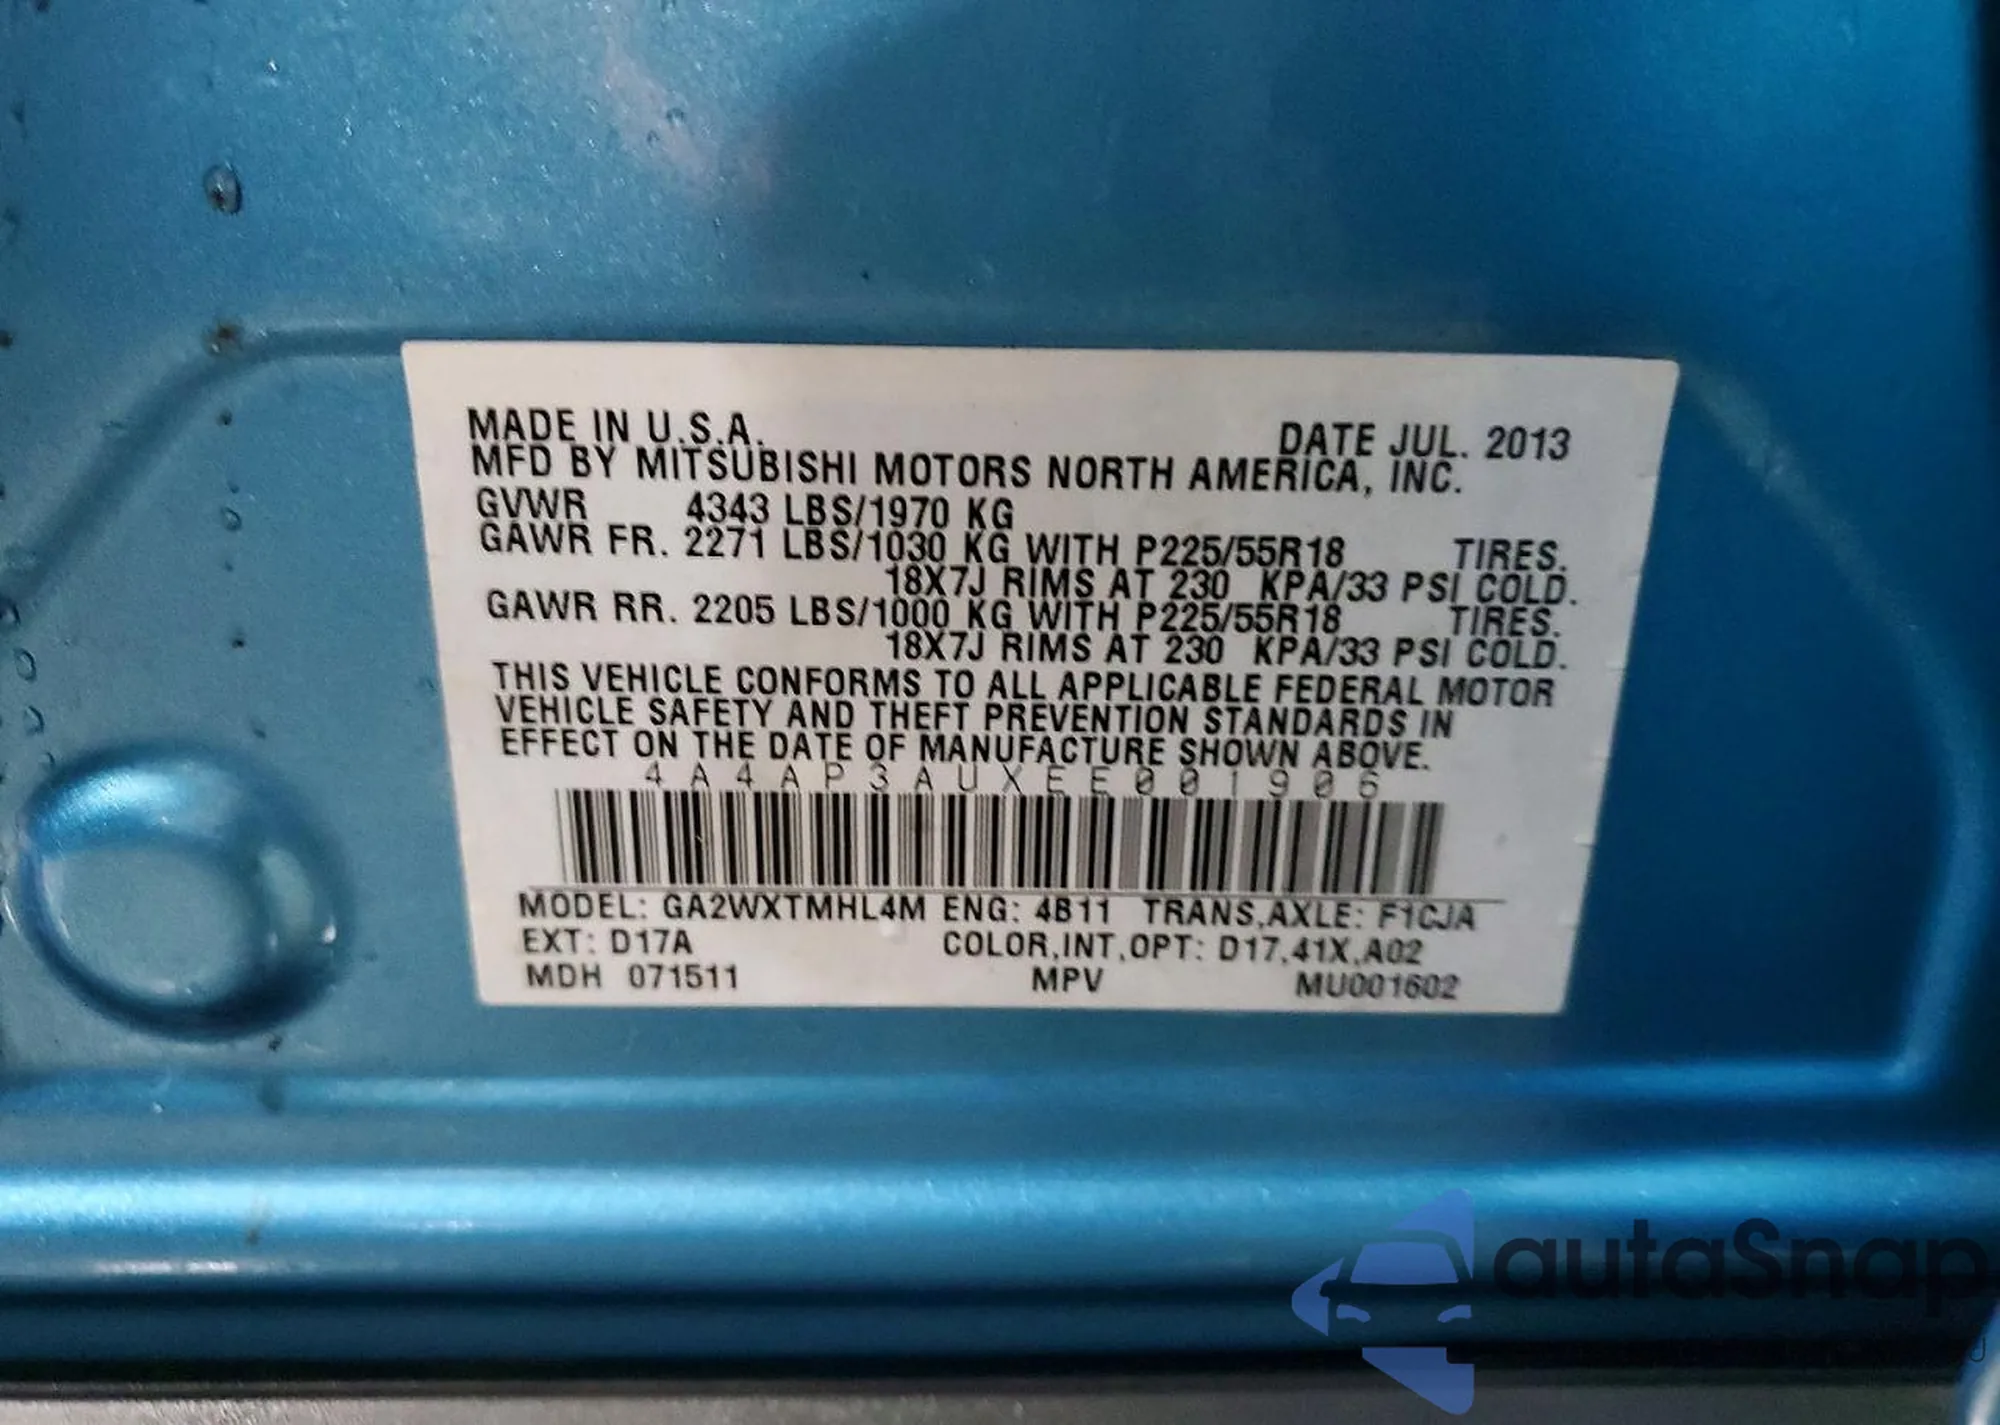 MADE IN U.S.A. DATE JUL. 2013
MFD BY MITSUBISHI MOTORS NORTH AMERICA, INC.
GVWR 4343 LBS/1970 KG
GAWR FR. 2271 LBS/1030 KG WITH P225/55R18 TIRES.
18X7J RIMS AT 230 KPA/33 PSI COLD.
GAWR RR. 2205 LBS/1000 KG WITH P225/55R18 TIRES.
18X7J RIMS AT 230 KPA/33 PSI COLD.
THIS VEHICLE CONFORMS TO ALL APPLICABLE FEDERAL MOTOR
VEHICLE SAFETY AND THEFT PREVENTION STANDARDS IN
EFFECT ON THE DATE OF MANUFACTURE SHOWN ABOVE.
4A4AP3AUXEE001906
MODEL: GA2WXTMHL4M ENG: 4B11 TRANS,AXLE: F1CJA
EXT: D17A COLOR,INT,OPT: D17,41X,A02
MDH 071511 MPV MU001602
autaSnap